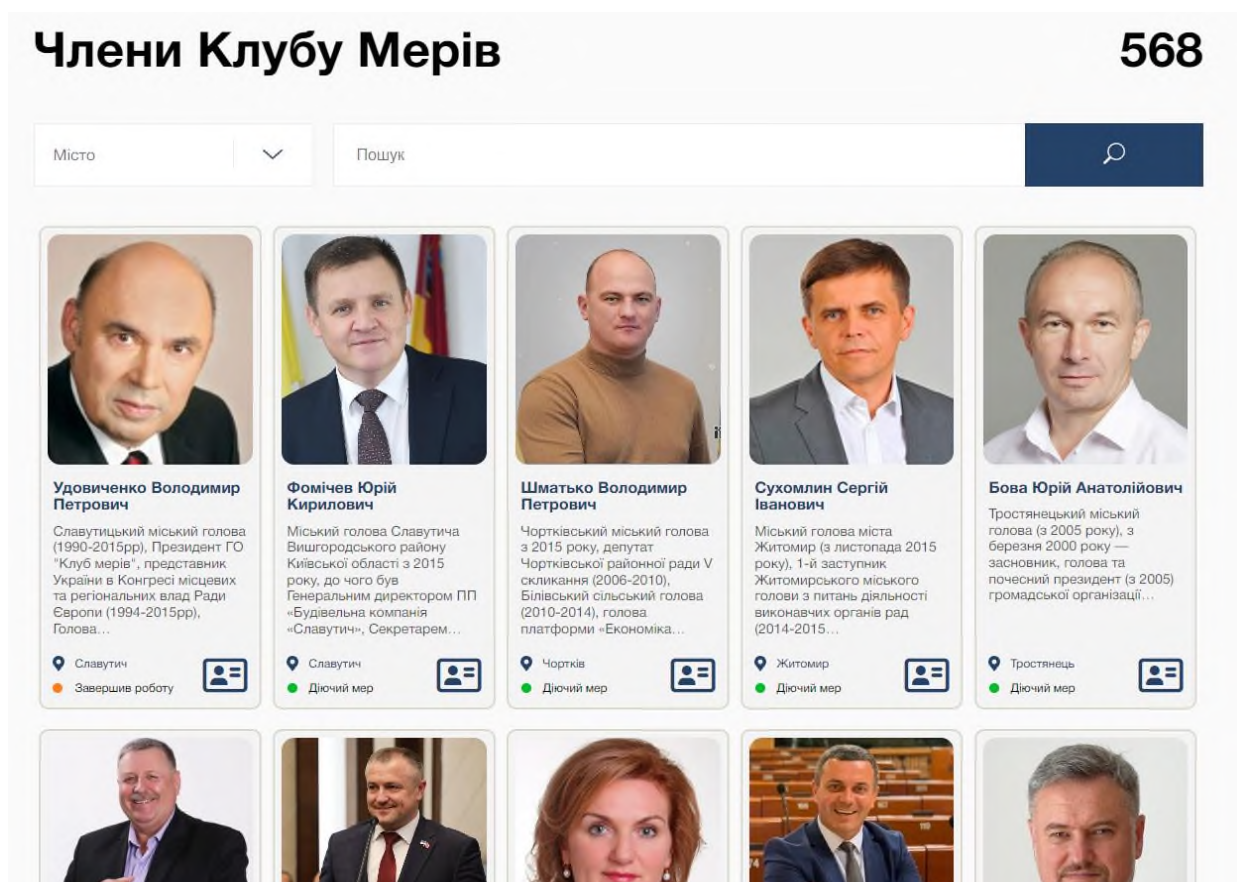 Члени Клубу Мерів
568
Місто
Пошук
Удовиченко Володимир
Петрович
Славутицький міський голова
(1990-2015рр), Президент ГО
"Клуб мерів", представник
України в Конгресі місцевих
та регіональних влад Ради
Європи (1994-2015рр),
Голова…
Славутич
Завершив роботу
Фомічев Юрій
Кирилович
Міський голова Славутича
Вишгородського району
Київської області з 2015
року, до чого був
Генеральним директором ПП
«Будівельна компанія
«Славутич», Секретарем…
Славутич
Діючий мер
Шматько Володимир
Петрович
Чортківський міський голова
з 2015 року, депутат
Чортківської районної ради V
скликання (2006-2010),
Білівський сільський голова
(2010-2014), голова
платформи «Економіка…
Чортків
Діючий мер
Сухомлин Сергій
Іванович
Міський голова міста
Житомир (з листопада 2015
року), 1-й заступник
Житомирського міського
голови з питань діяльності
виконавчих органів рад
(2014-2015…
Житомир
Діючий мер
Бова Юрій Анатолійович
Тростянецький міський
голова (з 2005 року), з
березня 2000 року —
засновник, голова та
почесний президент (з 2005)
громадської організації…
Тростянець
Діючий мер